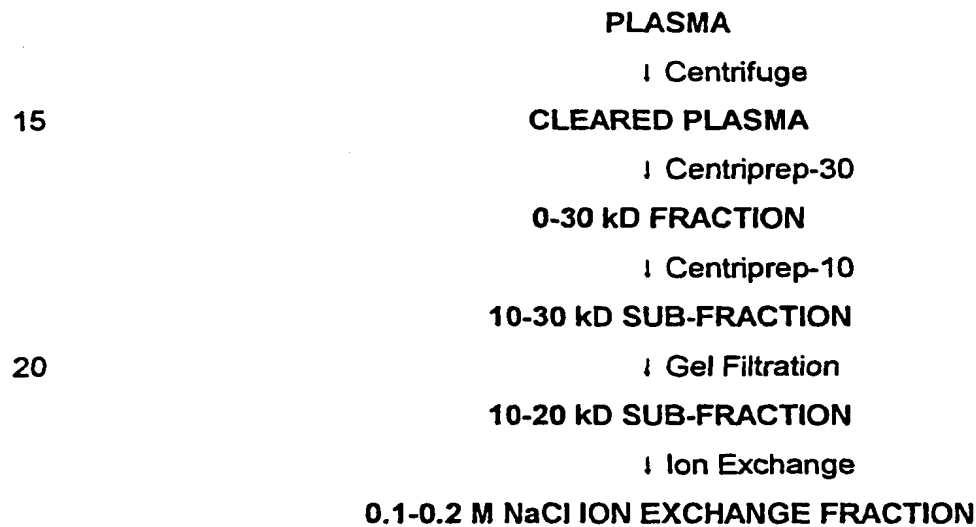 PLASMA
↓ Centrifuge
15 CLEARED PLASMA
↓ Centriprep-30
0-30 kD FRACTION
↓ Centriprep-10
10-30 kD SUB-FRACTION
20 ↓ Gel Filtration
10-20 kD SUB-FRACTION
↓ Ion Exchange
0.1-0.2 M NaCl ION EXCHANGE FRACTION